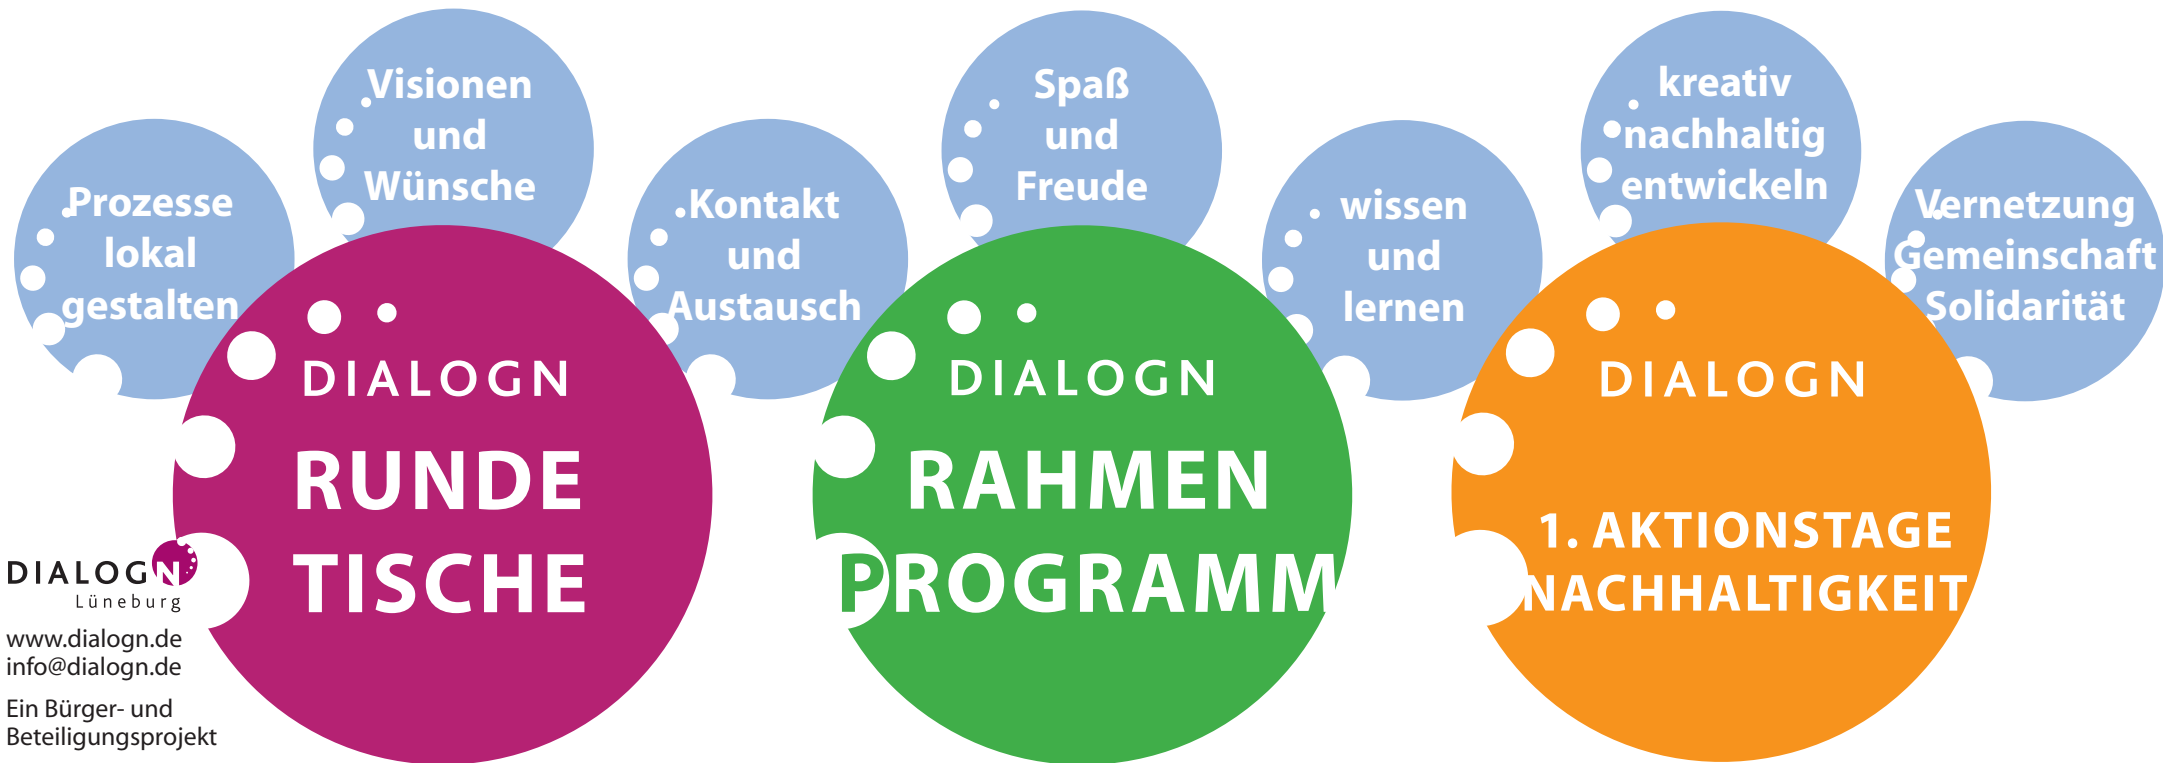 Prozesse
lokal
gestalten
Visionen
und
Wünsche
Kontakt
und
Austausch
Spaß
und
Freude
wissen
und
lernen
kreativ
nachhaltig
entwickeln
Vernetzung
Gemeinschaft
Solidarität
DIALOGN
RUNDE
TISCHE
DIALOGN
RAHMEN
PROGRAMM
DIALOGN
1. AKTIONSTAGE
NACHHALTIGKEIT
DIALOGN
Lüneburg
www.dialogn.de
info@dialogn.de
Ein Bürger- und
Beteiligungsprojekt